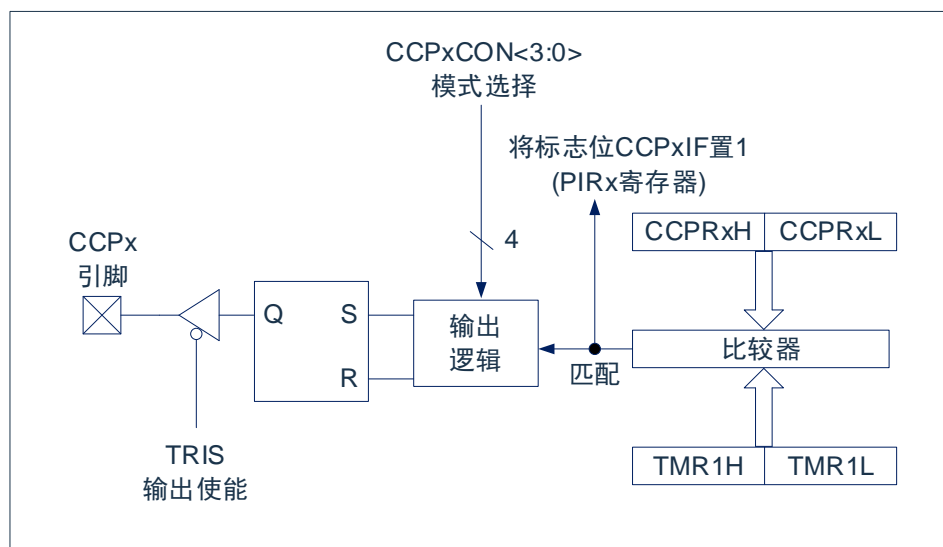 CCPxCON<3:0>
模式选择
将标志位CCPxIF置1
(PIRx寄存器)
4
CCPRxH CCPRxL
CCPx
引脚
Q S
R
输出
逻辑
匹配
比较器
TRIS
输出使能
TMR1H TMR1L